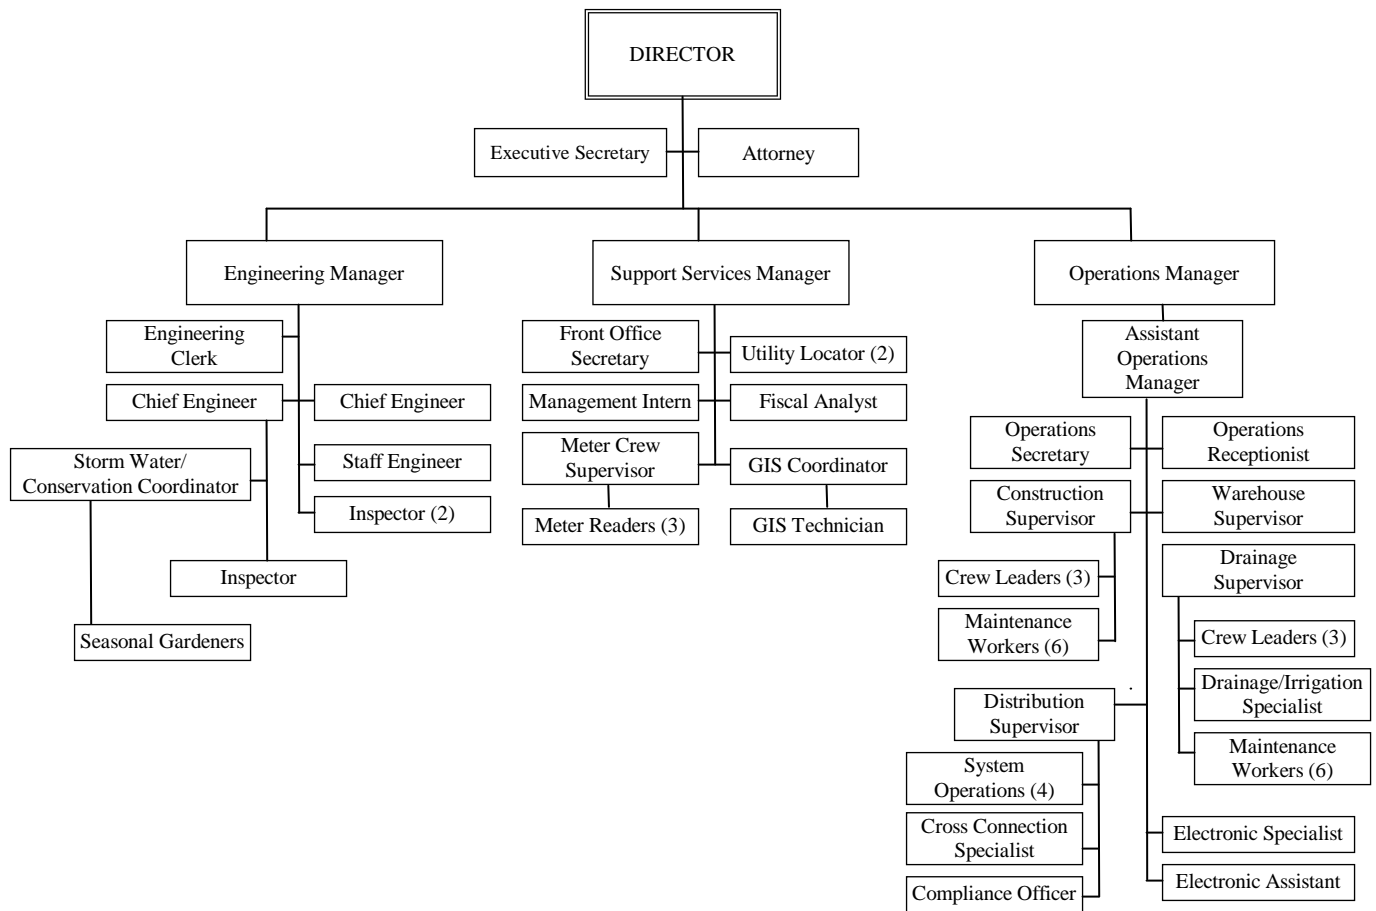 DIRECTOR
Executive Secretary
Attorney
Engineering Manager
Support Services Manager
Operations Manager
Engineering
Clerk
Chief Engineer
Chief Engineer
Storm Water/
Conservation Coordinator
Staff Engineer
Inspector (2)
Inspector
Seasonal Gardeners
Front Office
Secretary
Utility Locator (2)
Management Intern
Fiscal Analyst
Meter Crew
Supervisor
GIS Coordinator
Meter Readers (3)
GIS Technician
Assistant
Operations
Manager
Operations
Secretary
Operations
Receptionist
Construction
Supervisor
Warehouse
Supervisor
Crew Leaders (3)
Maintenance
Workers (6)
Drainage
Supervisor
Crew Leaders (3)
Drainage/Irrigation
Specialist
Maintenance
Workers (6)
Distribution
Supervisor
System
Operations (4)
Cross Connection
Specialist
Compliance Officer
Electronic Specialist
Electronic Assistant